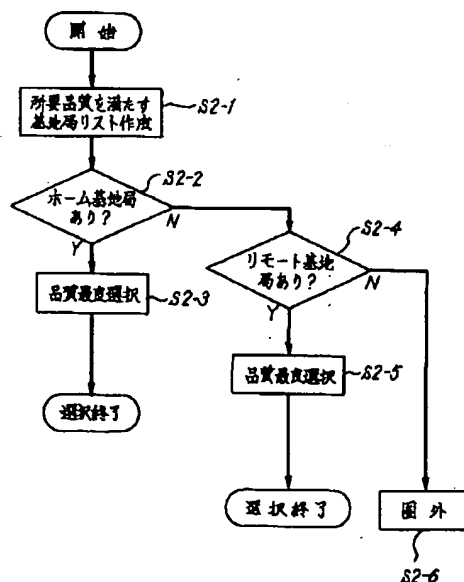 開始
所要品質を満たす
基地局リスト作成
S2-1
ホーム基地局
あり?
S2-2
Y
N
品質最良選択
S2-3
選択終了
リモート基地
局あり?
S2-4
Y
N
品質最良選択
S2-5
選択終了
圏外
S2-6